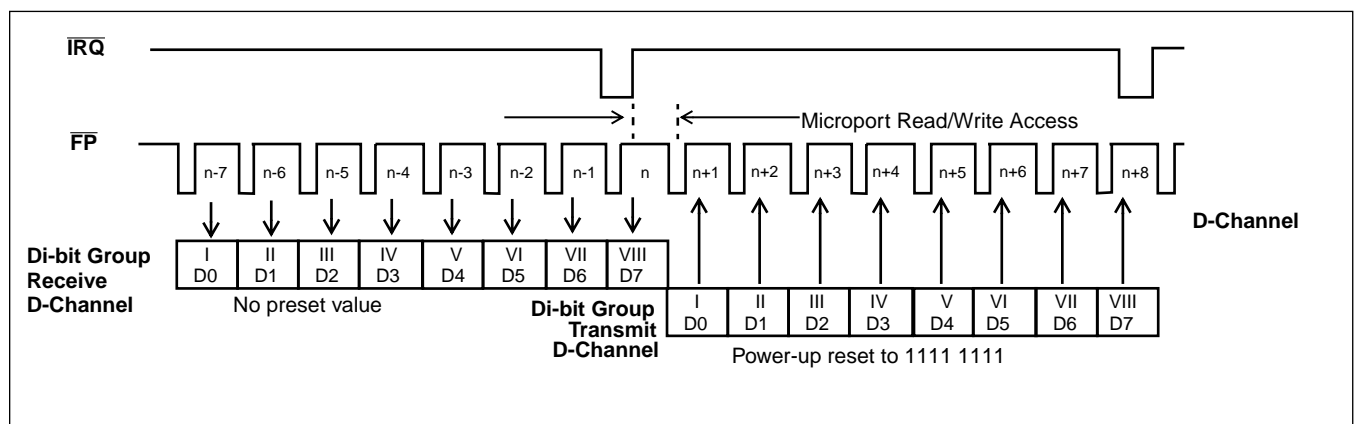 IRQ
Microport Read/Write Access
FP
n-7 n-6 n-5 n-4 n-3 n-2 n-1 n n+1 n+2 n+3 n+4 n+5 n+6 n+7 n+8
D-Channel
Di-bit Group
Receive
D-Channel
I II III IV V VI VII VIII
D0 D1 D2 D3 D4 D5 D6 D7
No preset value
Di-bit Group
Transmit
D-Channel
I II III IV V VI VII VIII
D0 D1 D2 D3 D4 D5 D6 D7
Power-up reset to 1111 1111